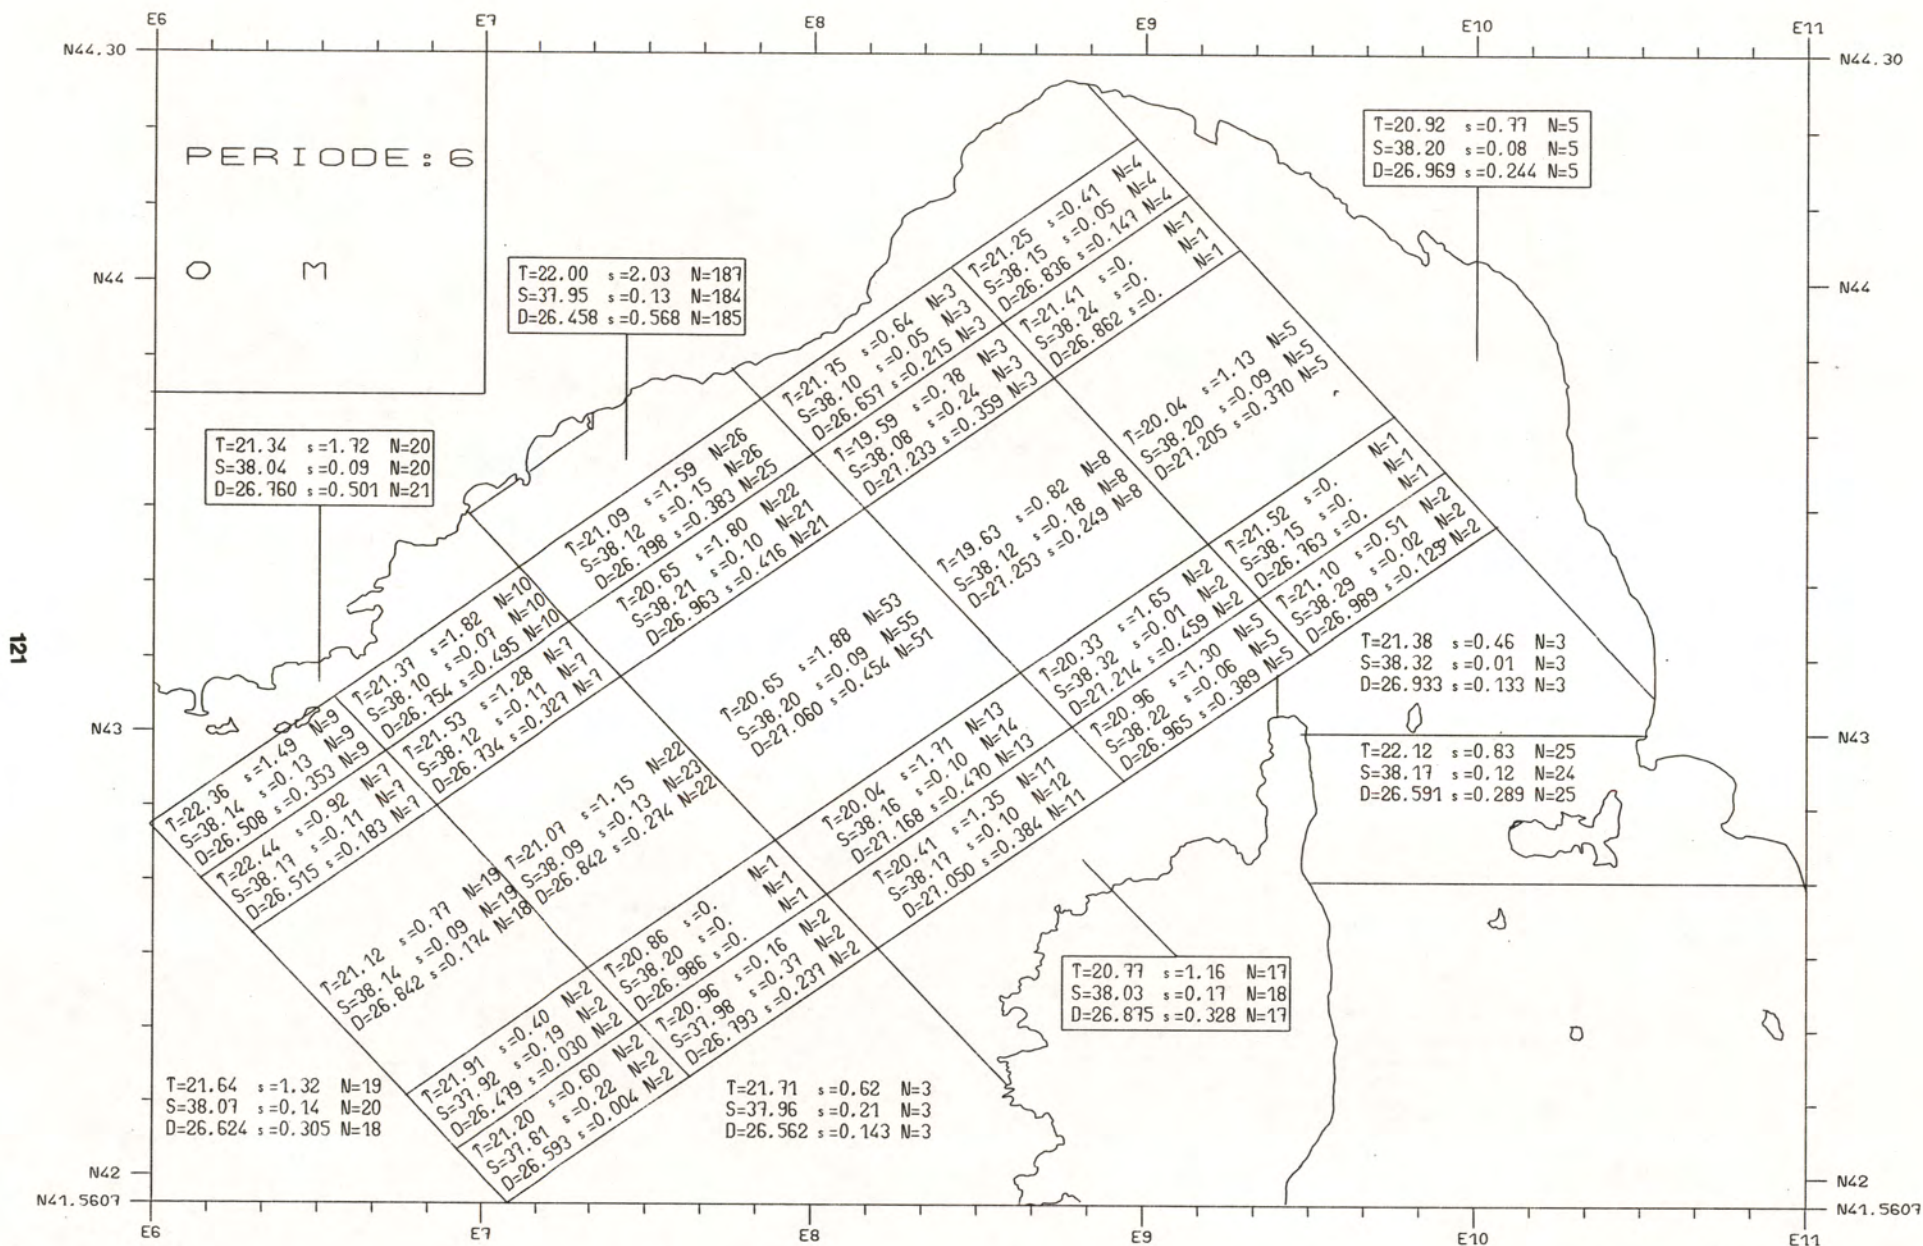 E6 E7 E8 E9 E10 E11
N44.30 N44.30
PERIODE:6
0 M
T=20.92 s=0.77 N=5
S=38.20 s=0.08 N=5
D=26.969 s=0.244 N=5
N44 N44
T=22.00 s=2.03 N=187
S=37.95 s=0.13 N=184
D=26.458 s=0.568 N=185
T=21.34 s=1.72 N=20
S=38.04 s=0.09 N=20
D=26.760 s=0.501 N=21
T=21.25 s=0.41 N=4
S=38.15 s=0.05 N=4
D=26.836 s=0.147 N=4
T=21.41 s=0. N=1
S=38.24 s=0. N=1
D=26.862 s=0. N=1
T=21.75 s=0.64 N=3
S=38.10 s=0.05 N=3
D=26.657 s=0.215 N=3
T=19.59 s=0.78 N=3
S=38.08 s=0.24 N=3
D=27.233 s=0.359 N=3
T=20.04 s=1.13 N=5
S=38.20 s=0.09 N=5
D=27.205 s=0.370 N=5
T=21.09 s=1.59 N=26
S=38.12 s=0.15 N=26
D=26.798 s=0.383 N=25
T=20.65 s=1.80 N=22
S=38.21 s=0.10 N=21
D=26.963 s=0.416 N=21
T=19.63 s=0.82 N=8
S=38.12 s=0.18 N=8
D=27.253 s=0.249 N=8
T=21.52 s=0. N=1
S=38.15 s=0. N=1
D=26.763 s=0. N=1
T=21.10 s=0.51 N=2
S=38.29 s=0.02 N=2
D=26.989 s=0.125 N=2
T=21.37 s=1.82 N=10
S=38.10 s=0.07 N=10
D=26.754 s=0.495 N=10
T=21.53 s=1.28 N=7
S=38.12 s=0.11 N=7
D=26.734 s=0.327 N=7
T=20.65 s=1.88 N=53
S=38.20 s=0.09 N=55
D=27.060 s=0.454 N=51
T=20.33 s=1.65 N=2
S=38.32 s=0.01 N=2
D=27.214 s=0.459 N=2
T=20.96 s=1.30 N=5
S=38.22 s=0.06 N=5
D=26.965 s=0.389 N=5
T=21.38 s=0.46 N=3
S=38.32 s=0.01 N=3
D=26.933 s=0.133 N=3
121
N43 N43
T=22.12 s=0.83 N=25
S=38.17 s=0.12 N=24
D=26.591 s=0.289 N=25
T=22.36 s=1.49 N=9
S=38.14 s=0.13 N=9
D=26.508 s=0.353 N=9
T=22.44 s=0.92 N=7
S=38.17 s=0.11 N=7
D=26.515 s=0.183 N=7
T=21.07 s=1.15 N=22
S=38.09 s=0.13 N=23
D=26.842 s=0.274 N=22
T=20.04 s=1.71 N=13
S=38.16 s=0.10 N=14
D=27.168 s=0.470 N=13
T=20.41 s=1.35 N=11
S=38.17 s=0.10 N=12
D=27.050 s=0.384 N=11
T=21.12 s=0.77 N=19
S=38.14 s=0.09 N=19
D=26.842 s=0.174 N=18
T=20.86 s=0. N=1
S=38.20 s=0. N=1
D=26.986 s=0. N=1
T=20.96 s=0.16 N=2
S=37.98 s=0.37 N=2
D=26.793 s=0.237 N=2
T=20.77 s=1.16 N=17
S=38.03 s=0.17 N=18
D=26.875 s=0.328 N=17
T=21.91 s=0.40 N=2
S=37.92 s=0.19 N=2
D=26.479 s=0.030 N=2
T=21.20 s=0.60 N=2
S=37.81 s=0.22 N=2
D=26.593 s=0.004 N=2
T=21.64 s=1.32 N=19
S=38.07 s=0.14 N=20
D=26.624 s=0.305 N=18
T=21.71 s=0.62 N=3
S=37.96 s=0.21 N=3
D=26.562 s=0.143 N=3
N42 N42
N41.5607 N41.5607
E6 E7 E8 E9 E10 E11